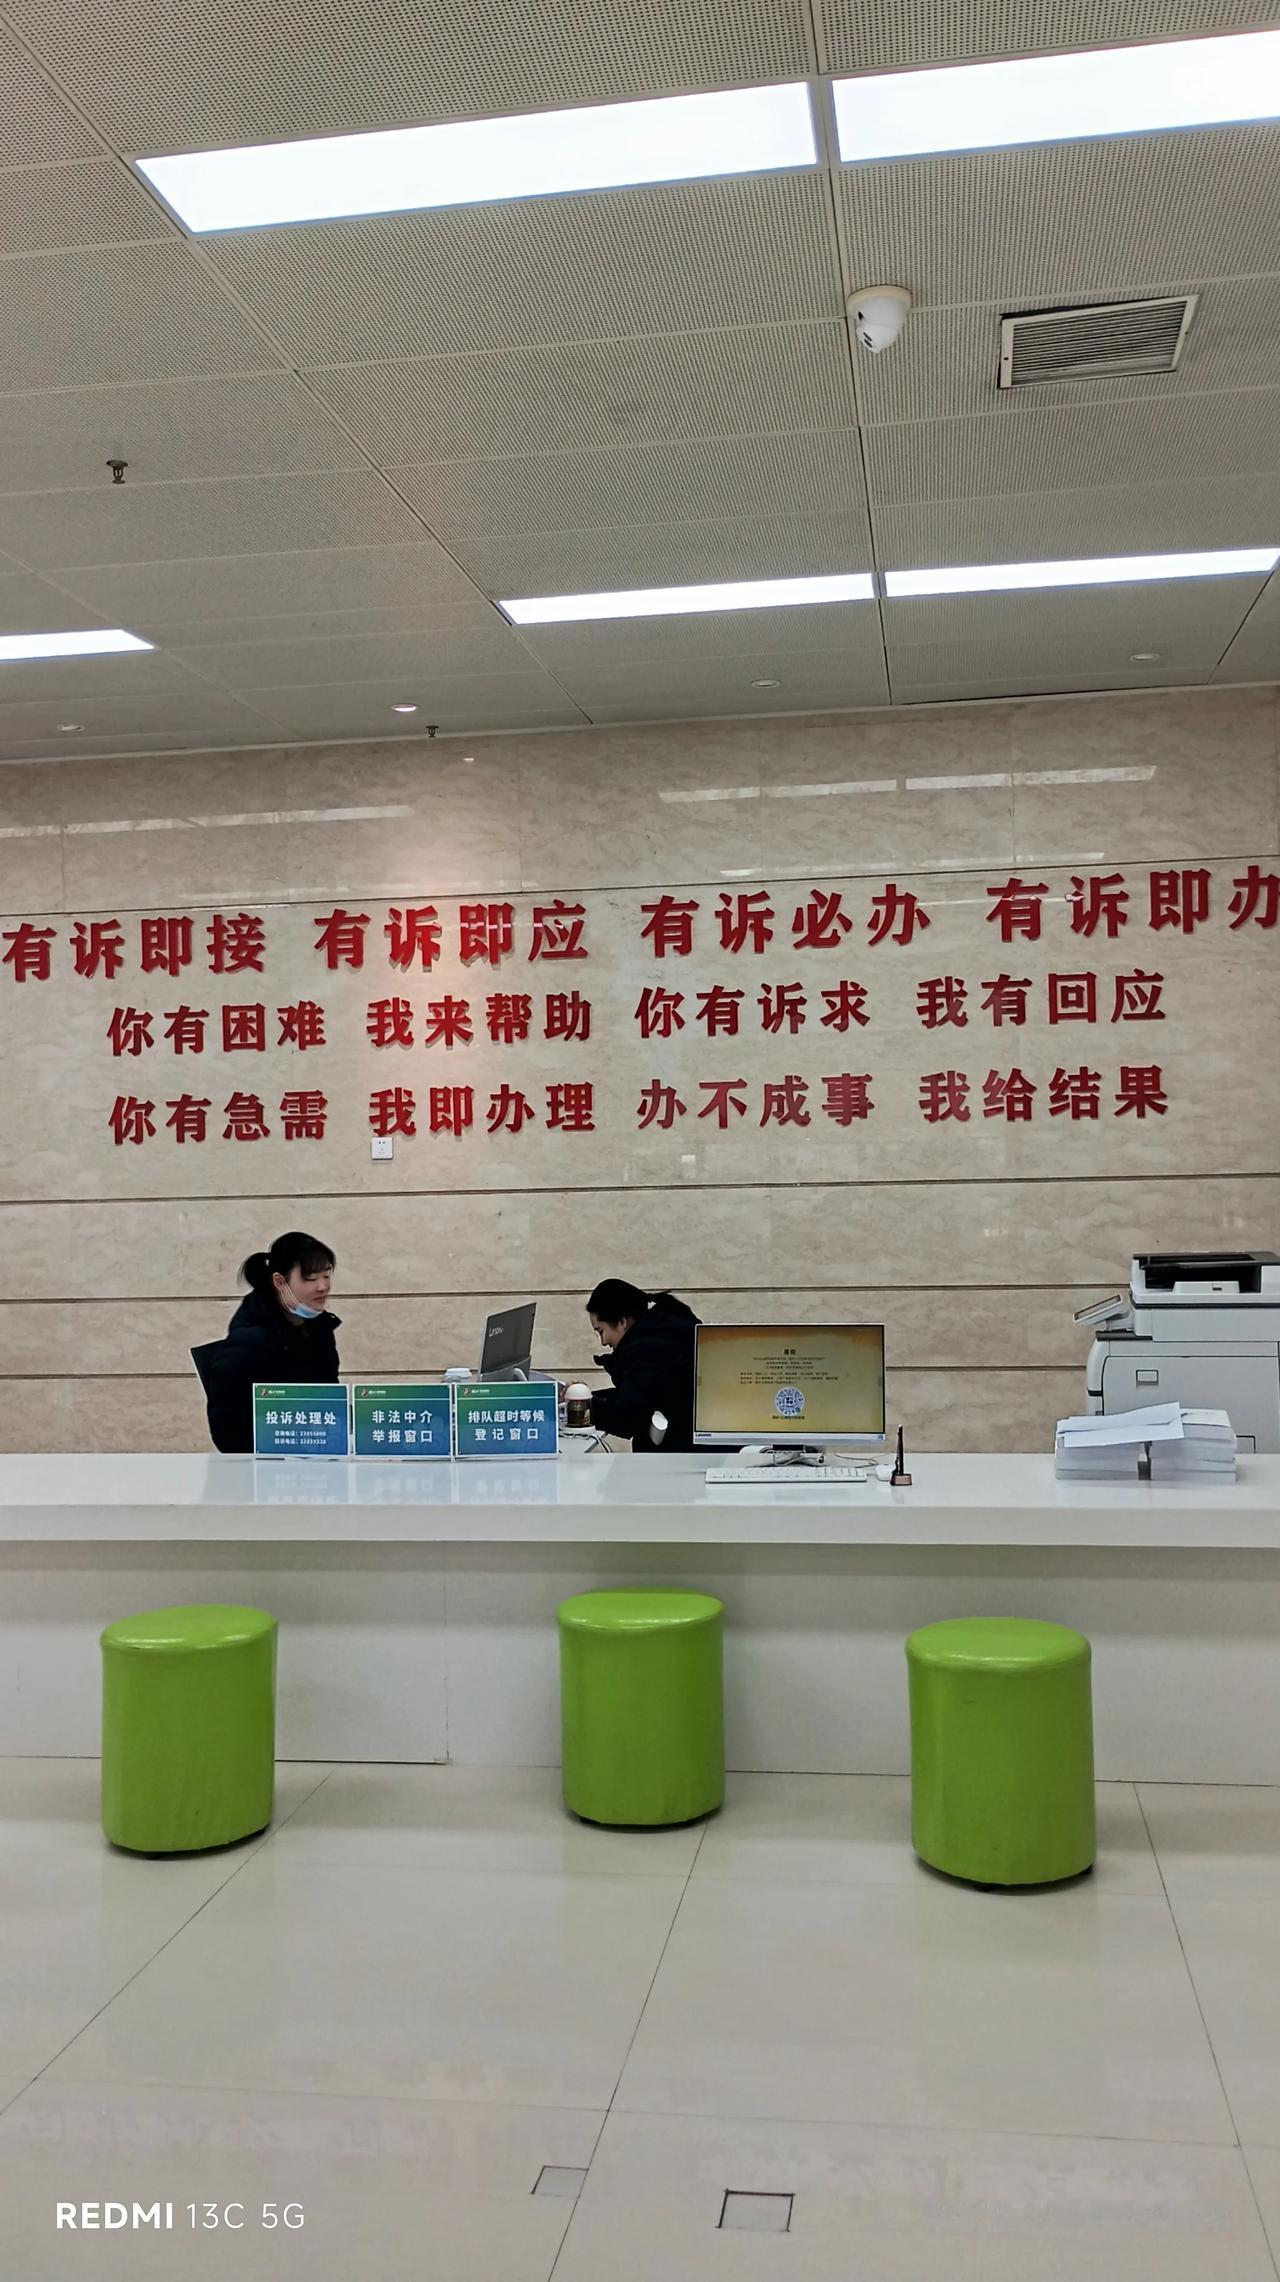 有诉即接 有诉即应 有诉必办 有诉即办
你有困难 我来帮助 你有诉求 我有回应
你有急需 我即办理 办不成事 我给结果
Lenovo
投诉处理处
非法中介
举报窗口
排队超时等候
登记窗口
Lenovo
REDMI 13C 5G